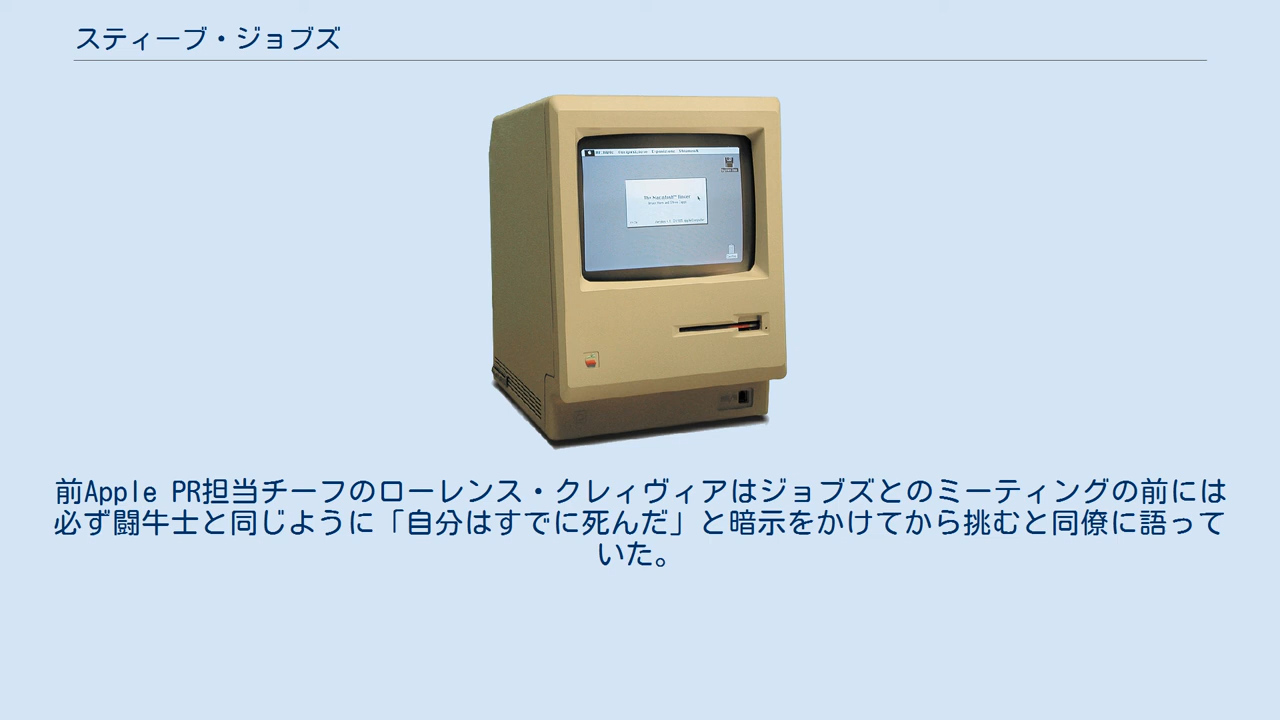 スティーブ・ジョブズ
前Apple PR担当チーフのローレンス・クレィヴィアはジョブズとのミーティングの前には
必ず闘牛士と同じように「自分はすでに死んだ」と暗示をかけてから挑むと同僚に語って
いた。